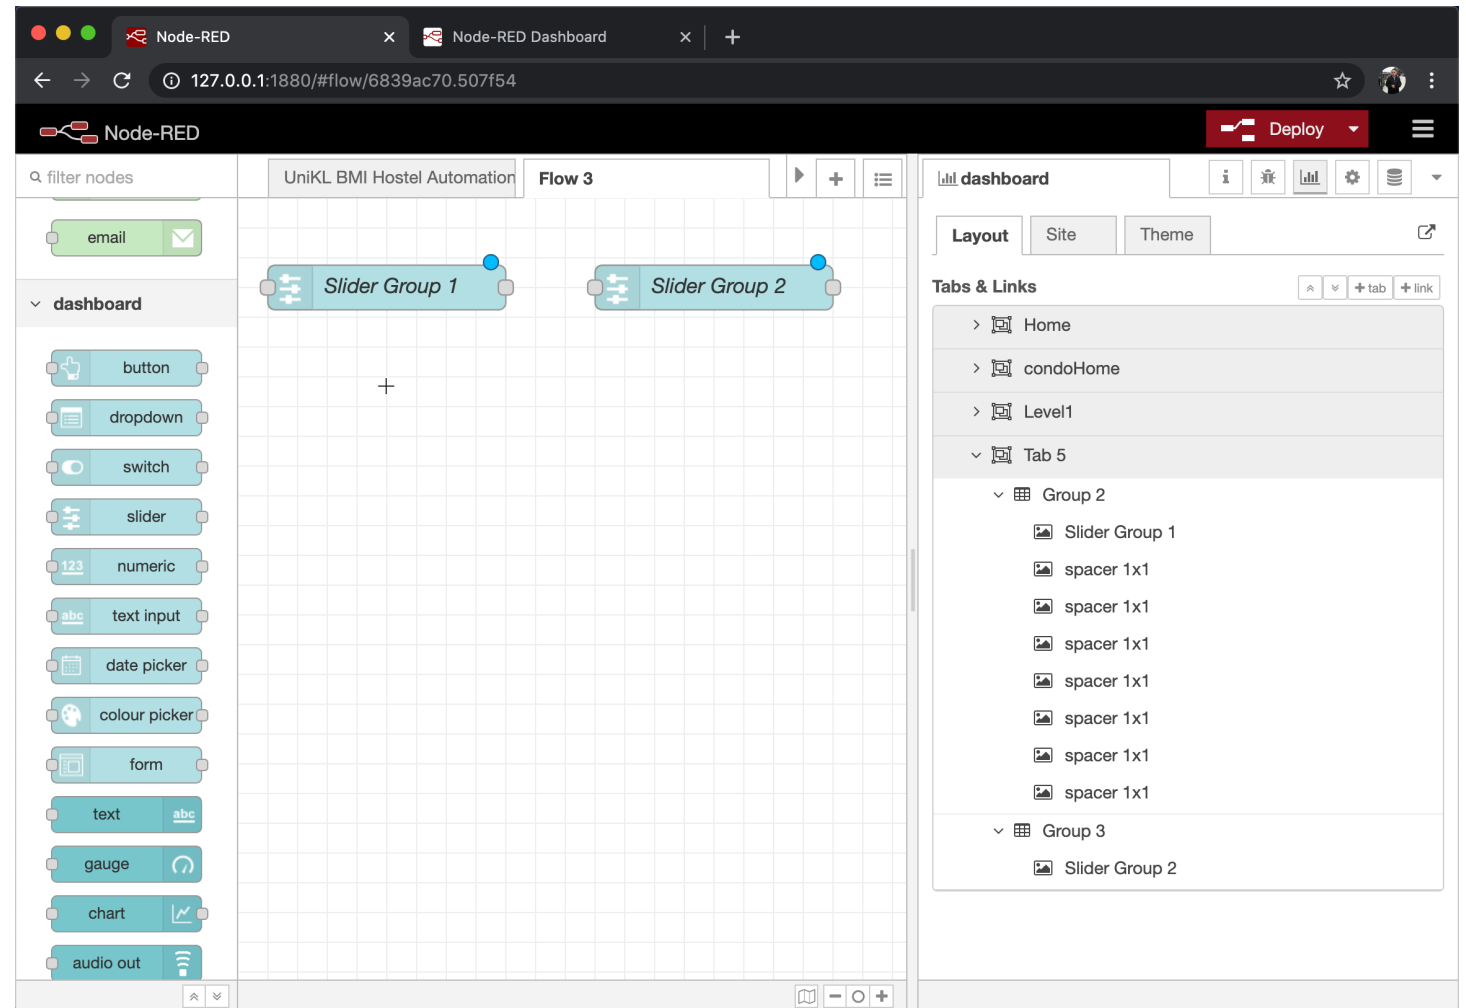 Node-RED
Node-RED Dashboard
127.0.0.1:1880/#flow/6839ac70.507f54
Node-RED
Deploy
filter nodes
UniKL BMI Hostel Automation
Flow 3
dashboard
i
email
Layout
Site
Theme
Slider Group 1
Slider Group 2
Tabs & Links
+ tab
+ link
dashboard
Home
button
condoHome
dropdown
Level1
switch
Tab 5
slider
Group 2
Slider Group 1
123 numeric
spacer 1x1
abc text input
spacer 1x1
date picker
spacer 1x1
spacer 1x1
colour picker
spacer 1x1
form
spacer 1x1
spacer 1x1
text abc
Group 3
gauge
Slider Group 2
chart
audio out